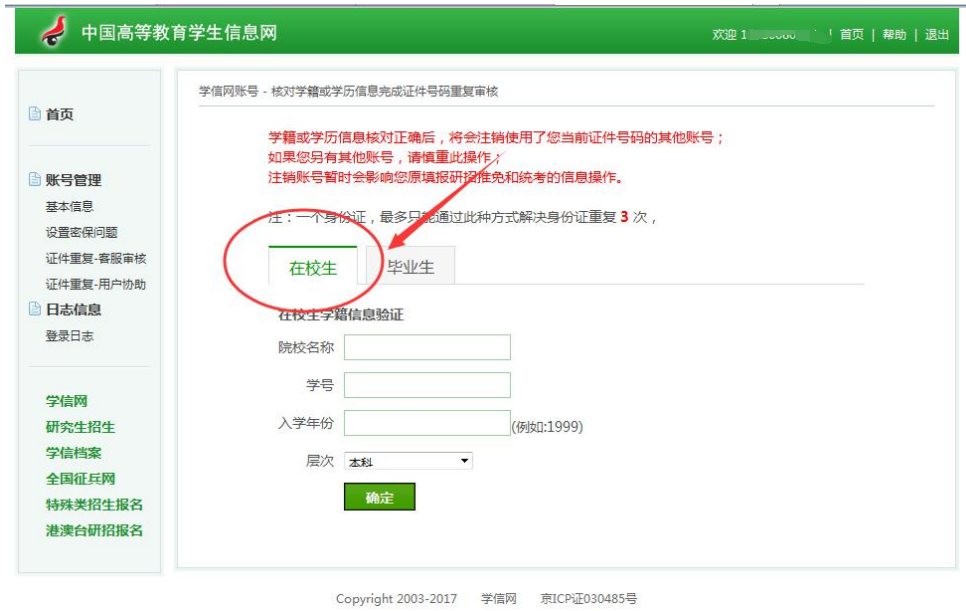 中国高等教育学生信息网
欢迎 1 | 首页 | 帮助 | 退出
首页
账号管理
基本信息
设置密保问题
证件重复-客服审核
证件重复-用户协助
日志信息
登录日志
学信网
研究生招生
学信档案
全国征兵网
特殊类招生报名
港澳台研招报名
学信网账号 - 核对学籍或学历信息完成证件号码重复审核
学籍或学历信息核对正确后，将会注销使用了您当前证件号码的其他账号；
如果您另有其他账号，请慎重此操作；
注销账号暂时会影响您原填报研招推免和统考的信息操作。
注：一个身份证，最多只能通过此种方式解决身份证重复 3 次，
在校生 毕业生
在校生学籍信息验证
院校名称
学号
入学年份 (例如:1999)
层次 本科
确定
Copyright 2003-2017 学信网 京ICP证030485号